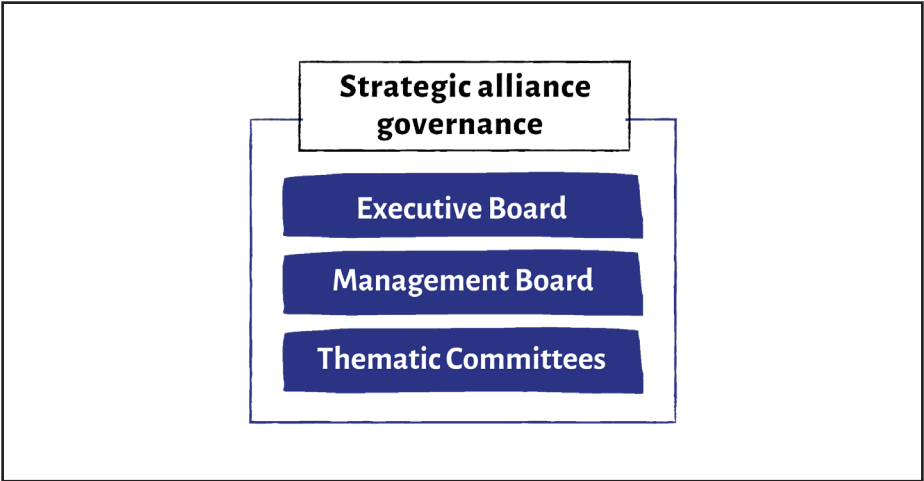 Strategic alliance
governance
Executive Board
Management Board
Thematic Committees